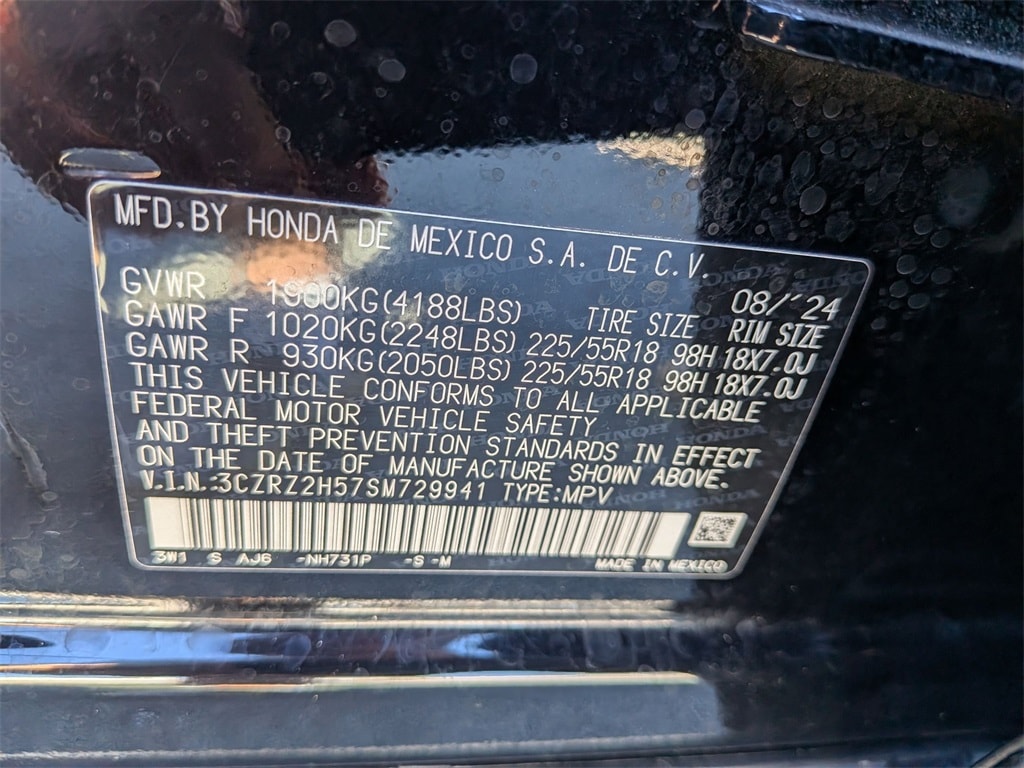 MFD.BY HONDA DE MEXICO S.A. DE C.V.
08/'24
GVWR 1900KG(4188LBS) TIRE SIZE RIM SIZE
GAWR F 1020KG(2248LBS) 225/55R18 98H 18X7.0J
GAWR R 930KG(2050LBS) 225/55R18 98H 18X7.0J
THIS VEHICLE CONFORMS TO ALL APPLICABLE
FEDERAL MOTOR VEHICLE SAFETY
AND THEFT PREVENTION STANDARDS IN EFFECT
ON THE DATE OF MANUFACTURE SHOWN ABOVE.
V.I.N.:3CZRZ2H57SM729941 TYPE:MPV
3W1 S AJ6 -NH731P -S -M MADE IN MEXICO